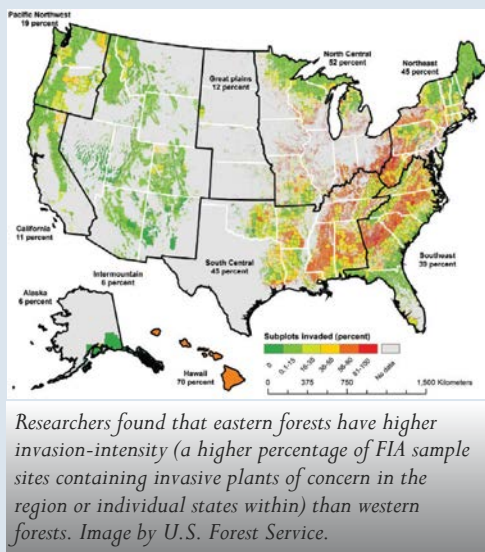 Pacific Northwest
19 percent
North Central
52 percent
Northeast
45 percent
Great plains
12 percent
California
11 percent
Intermountain
6 percent
South Central
45 percent
Southeast
39 percent
Alaska
6 percent
Hawaii
70 percent
Subplots invaded (percent)
0
0.1-15
16-35
36-55
56-80
81-100
No data
0 375 750 1,500 Kilometers
Researchers found that eastern forests have higher
invasion-intensity (a higher percentage of FIA sample
sites containing invasive plants of concern in the
region or individual states within) than western
forests. Image by U.S. Forest Service.